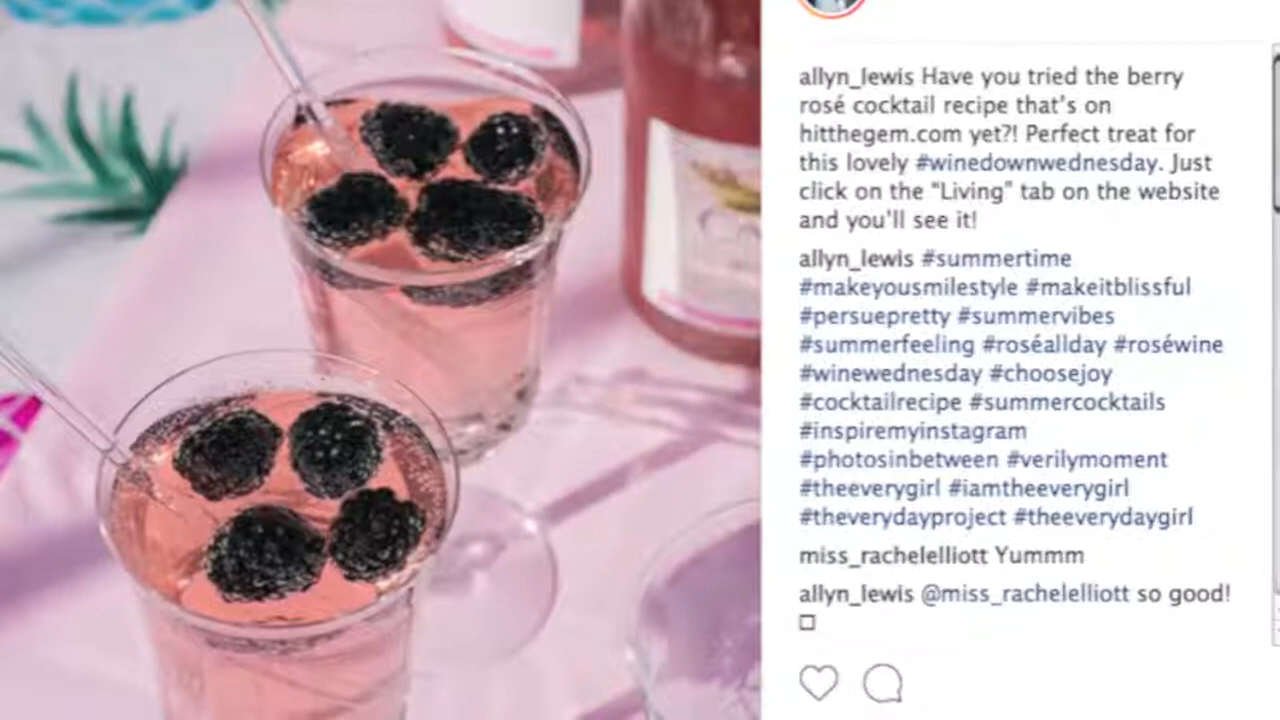 allyn_lewis Have you tried the berry
rosé cocktail recipe that's on
hitthegem.com yet?! Perfect treat for
this lovely #winedownwednesday. Just
click on the "Living" tab on the website
and you'll see it!
allyn_lewis #summertime
#makeyousmilestyle #makeitblissful
#persuepretty #summervibes
#summerfeeling #roséallday #roséwine
#winewednesday #choosejoy
#cocktailrecipe #summercocktails
#inspiremyinstagram
#photosinbetween #verilymoment
#theeverygirl #iamtheeverygirl
#theverydayproject #theeverydaygirl
miss_rachelelliott Yummm
allyn_lewis @miss_rachelelliott so good!